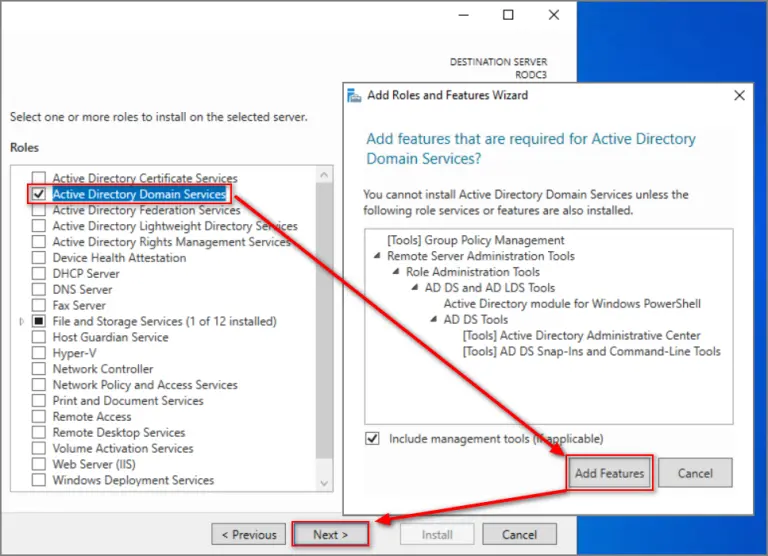 DESTINATION SERVER
RODC3
Select one or more roles to install on the selected server.
Roles
Active Directory Certificate Services
Active Directory Domain Services
Active Directory Federation Services
Active Directory Lightweight Directory Services
Active Directory Rights Management Services
Device Health Attestation
DHCP Server
DNS Server
Fax Server
File and Storage Services (1 of 12 installed)
Host Guardian Service
Hyper-V
Network Controller
Network Policy and Access Services
Print and Document Services
Remote Access
Remote Desktop Services
Volume Activation Services
Web Server (IIS)
Windows Deployment Services
< Previous
Next >
Install
Cancel
Add Roles and Features Wizard
Add features that are required for Active Directory
Domain Services?
You cannot install Active Directory Domain Services unless the
following role services or features are also installed.
[Tools] Group Policy Management
Remote Server Administration Tools
Role Administration Tools
AD DS and AD LDS Tools
Active Directory module for Windows PowerShell
AD DS Tools
[Tools] Active Directory Administrative Center
[Tools] AD DS Snap-Ins and Command-Line Tools
Include management tools (if applicable)
Add Features
Cancel